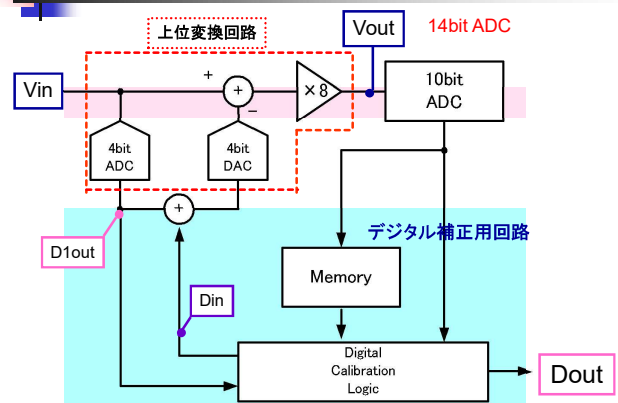 上位変換回路
Vout
14bit ADC
Vin
+
+
−
×8
10bit
ADC
4bit
ADC
4bit
DAC
+
D1out
デジタル補正用回路
Memory
Din
Digital
Calibration
Logic
Dout